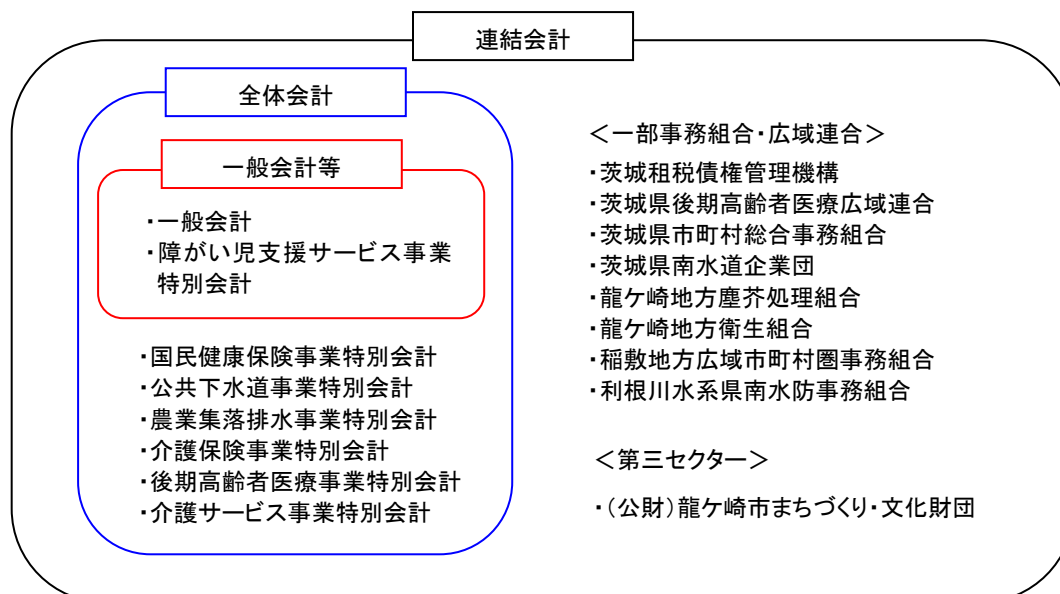 連結会計
全体会計
一般会計等
・一般会計
・障がい児支援サービス事業
特別会計
・国民健康保険事業特別会計
・公共下水道事業特別会計
・農業集落排水事業特別会計
・介護保険事業特別会計
・後期高齢者医療事業特別会計
・介護サービス事業特別会計
＜一部事務組合・広域連合＞
・茨城租税債権管理機構
・茨城県後期高齢者医療広域連合
・茨城県市町村総合事務組合
・茨城県南水道企業団
・龍ケ崎地方塵芥処理組合
・龍ケ崎地方衛生組合
・稲敷地方広域市町村圏事務組合
・利根川水系県南水防事務組合
＜第三セクター＞
・（公財）龍ケ崎市まちづくり・文化財団